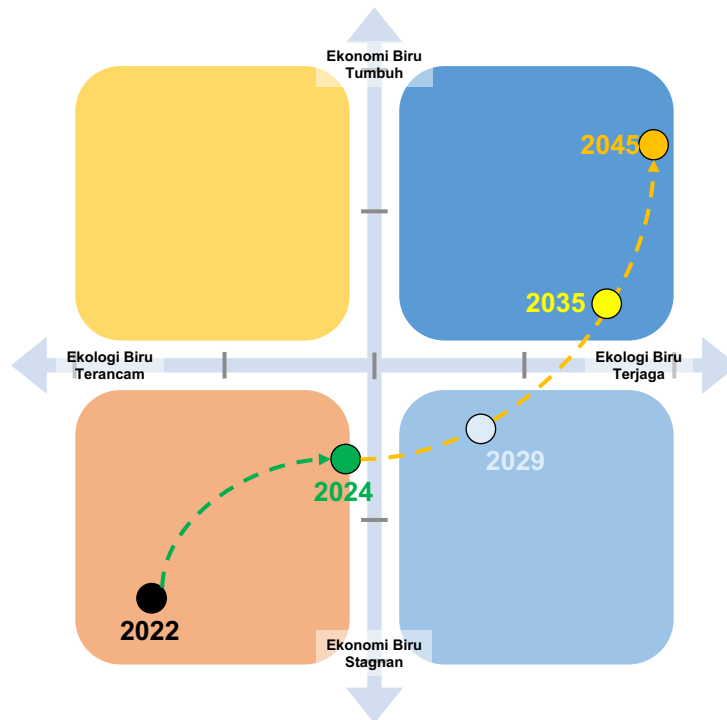 Ekonomi Biru
Tumbuh
2045
2035
Ekologi Biru
Terancam
Ekologi Biru
Terjaga
2029
2024
2022
Ekonomi Biru
Stagnan